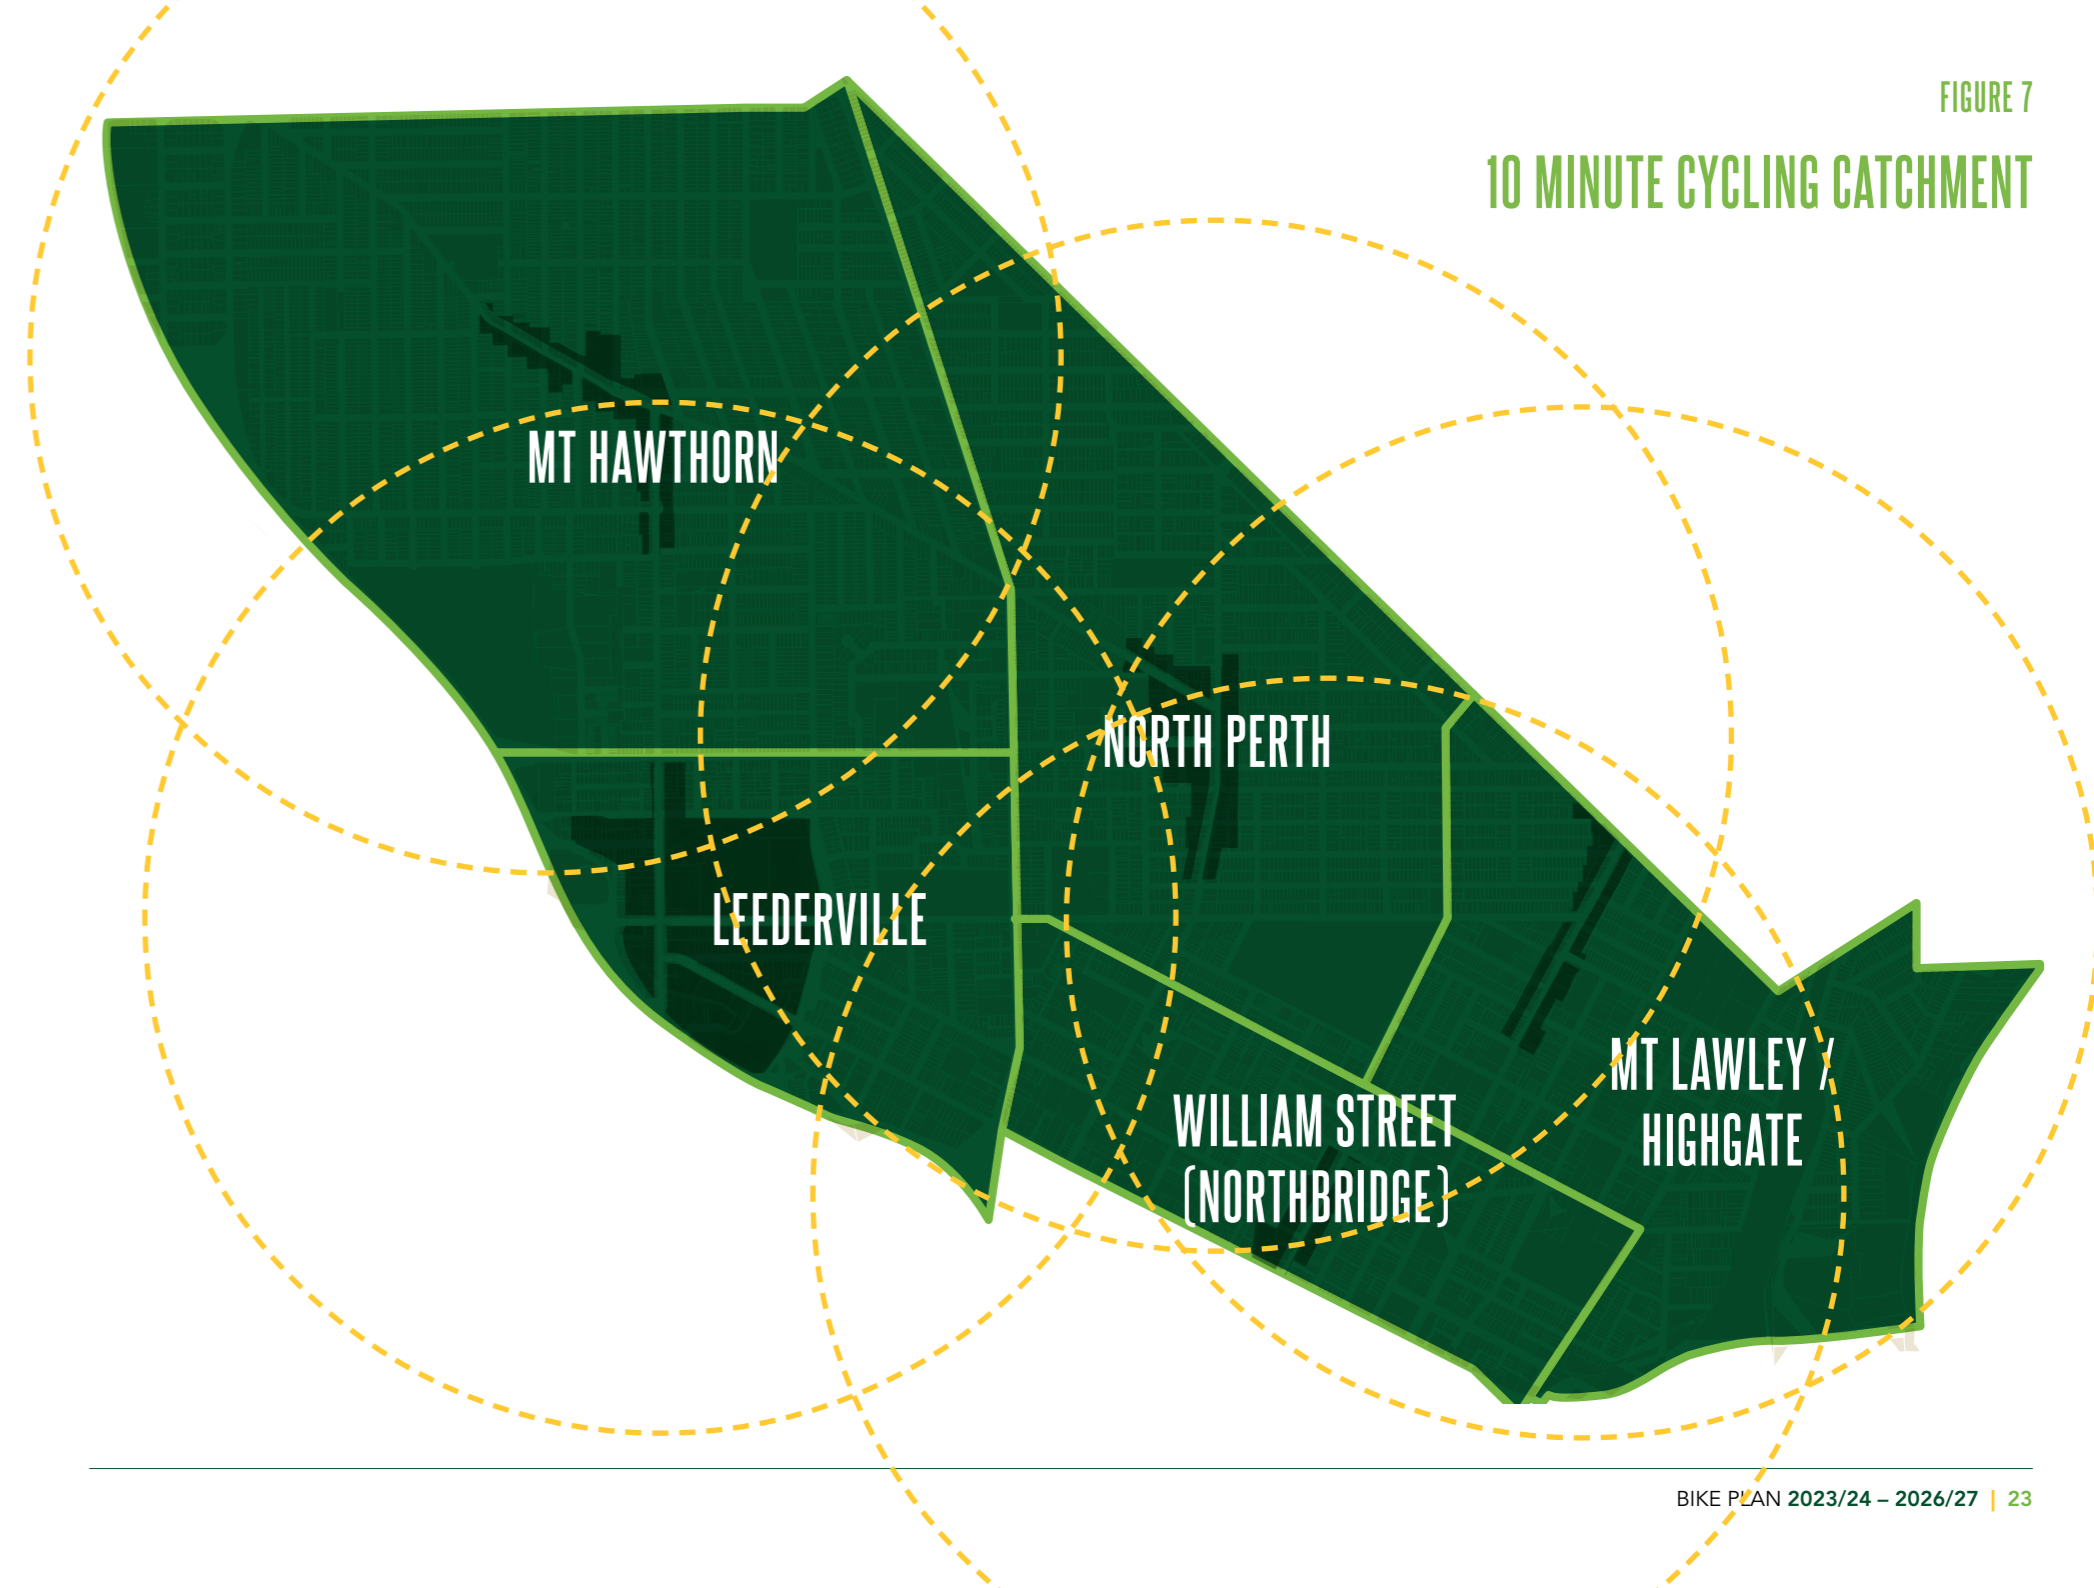 FIGURE 7
10 MINUTE CYCLING CATCHMENT
MT HAWTHORN
NORTH PERTH
LEEDERVILLE
MT LAWLEY /
HIGHGATE
WILLIAM STREET
(NORTHBRIDGE)
BIKE PLAN 2023/24 – 2026/27 | 23